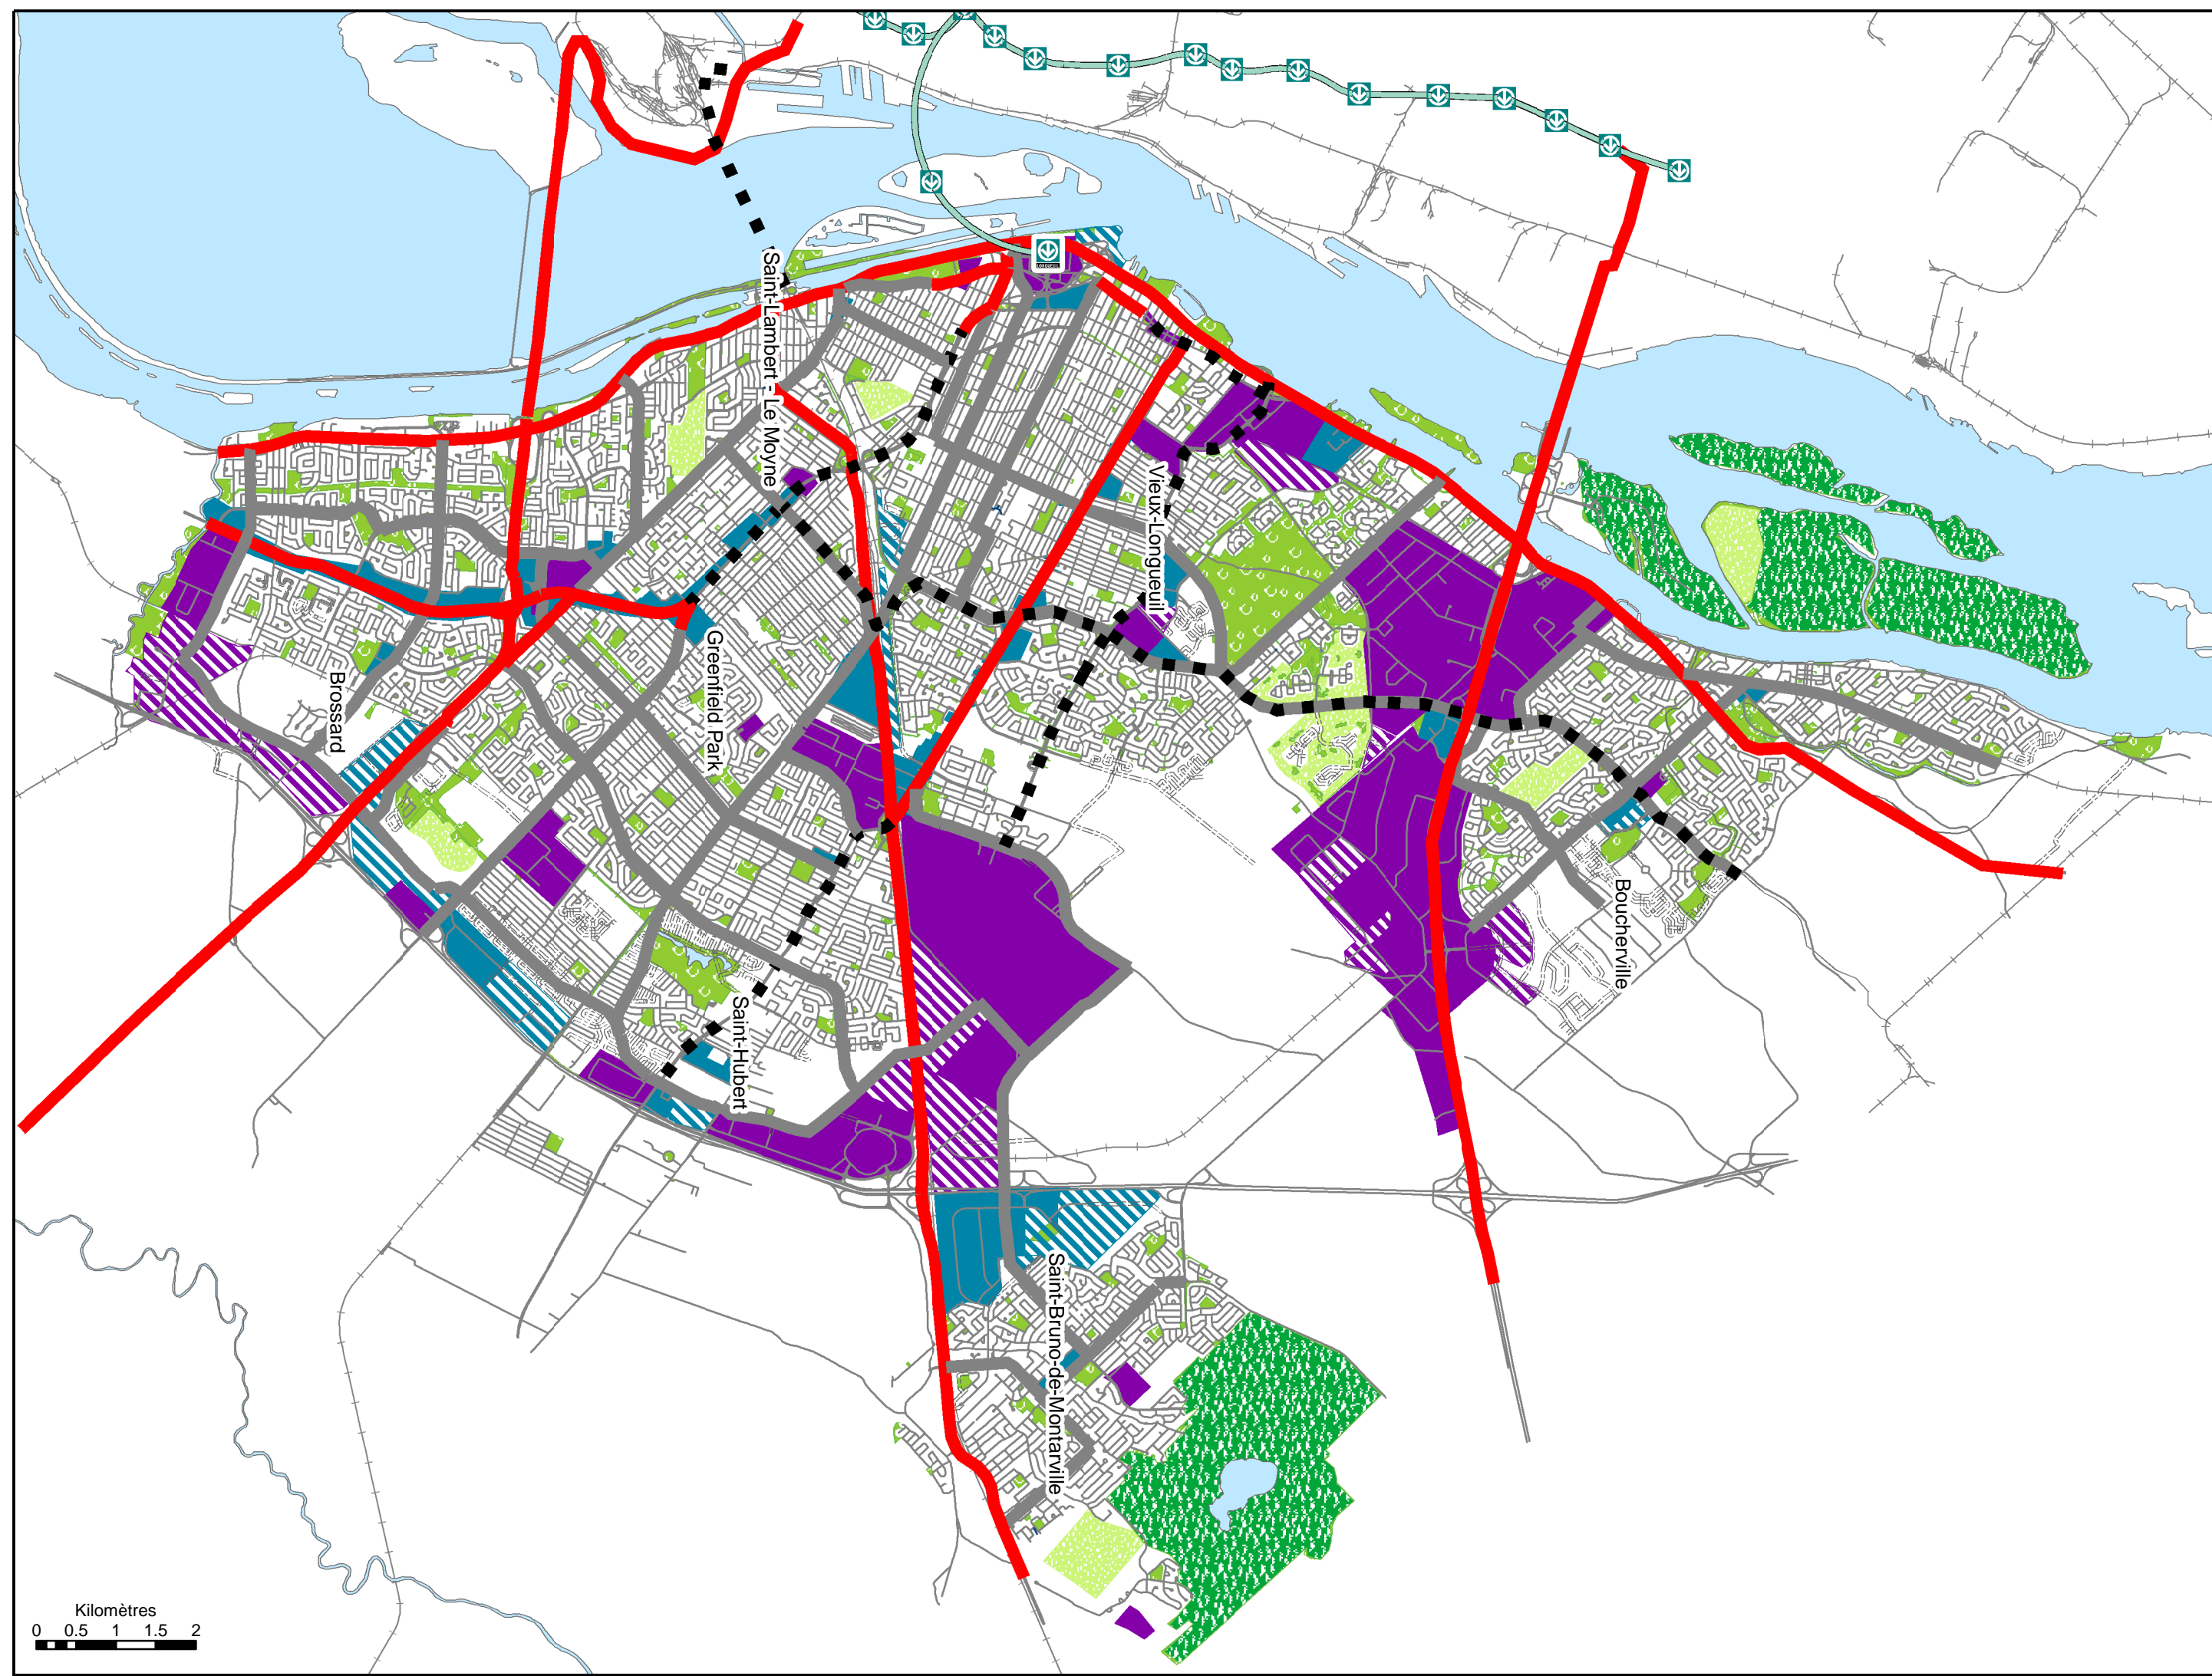 LONGUEUIL
Saint-Lambert - Le Moyne
Vieux-Longueuil
Greenfield Park
Brossard
Boucherville
Saint-Hubert
Saint-Bruno-de-Montarville
Kilomètres
0 0.5 1 1.5 2